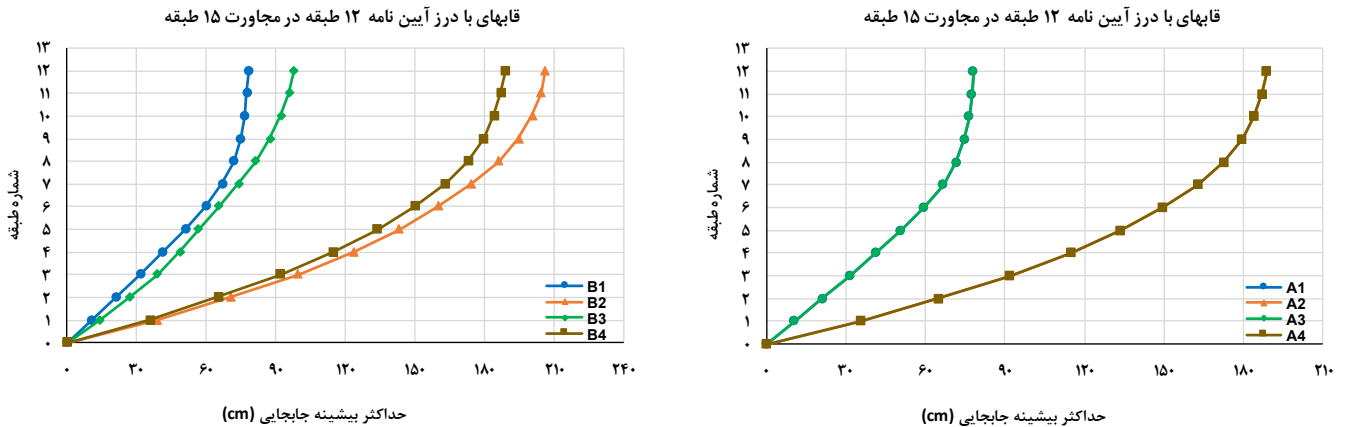 قابهای با درز آیین نامه ۱۲ طبقه در مجاورت ۱۵ طبقه
شماره طبقه
۱۳
۱۲
۱۱
۱۰
۹
۸
۷
۶
۵
۴
۳
۲
۱
۰
B1
B2
B3
B4
۰ ۳۰ ۶۰ ۹۰ ۱۲۰ ۱۵۰ ۱۸۰ ۲۱۰ ۲۴۰
حداکثر بیشینه جابجایی (cm)
قابهای با درز آیین نامه ۱۲ طبقه در مجاورت ۱۵ طبقه
شماره طبقه
۱۳
۱۲
۱۱
۱۰
۹
۸
۷
۶
۵
۴
۳
۲
۱
۰
A1
A2
A3
A4
۰ ۳۰ ۶۰ ۹۰ ۱۲۰ ۱۵۰ ۱۸۰ ۲۱۰
حداکثر بیشینه جابجایی (cm)